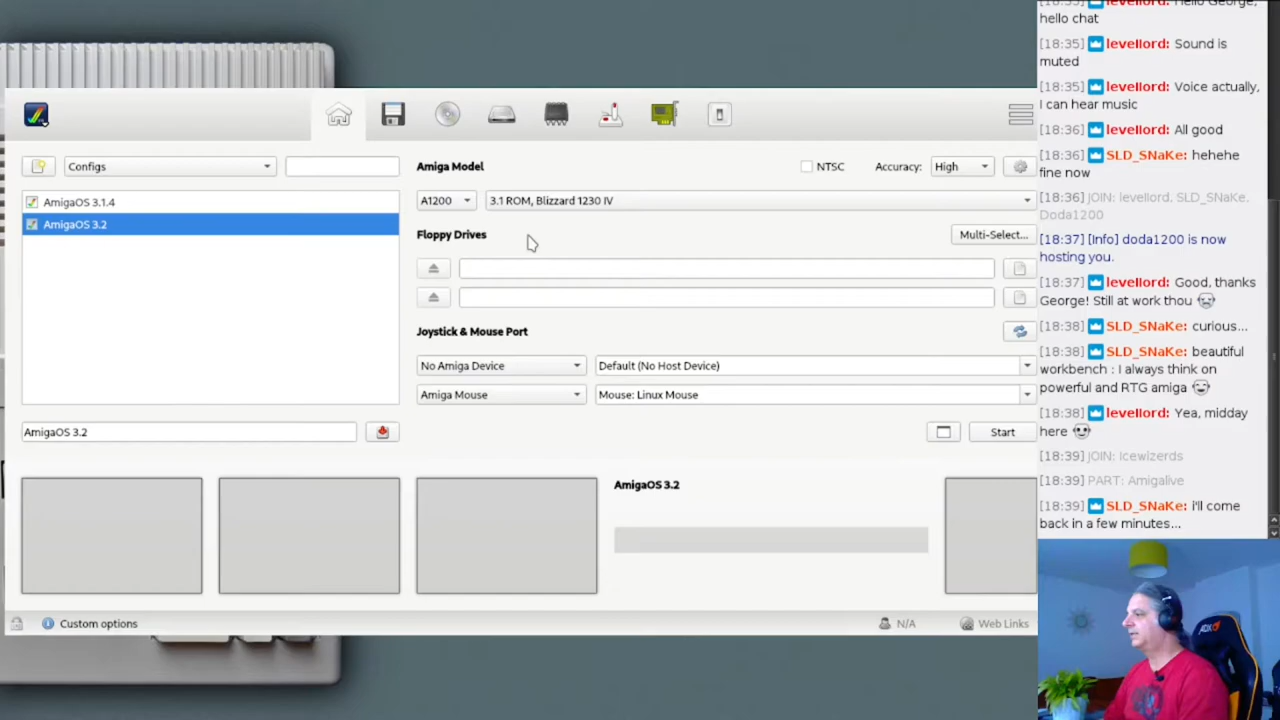 Configs
AmigaOS 3.1.4
AmigaOS 3.2
AmigaOS 3.2
Amiga Model
NTSC
Accuracy:
High
A1200
3.1 ROM, Blizzard 1230 IV
Floppy Drives
Multi-Select...
Joystick & Mouse Port
No Amiga Device
Default (No Host Device)
Amiga Mouse
Mouse: Linux Mouse
Start
AmigaOS 3.2
Custom options
N/A
Web Links
levellord: Hello George,
hello chat
[18:35] levellord: Sound is
muted
[18:35] levellord: Voice actually,
I can hear music
[18:36] levellord: All good
[18:36] SLD_SNaKe: hehehe
fine now
[18:36] JOIN: levellord, SLD_SNaKe,
Doda1200
[18:37] [Info] doda1200 is now
hosting you.
[18:37] levellord: Good, thanks
George! Still at work thou
[18:38] SLD_SNaKe: curious...
[18:38] SLD_SNaKe: beautiful
workbench : I always think on
powerful and RTG amiga
[18:38] levellord: Yea, midday
here
[18:39] JOIN: Icewizerds
[18:39] PART: Amigalive
[18:39] SLD_SNaKe: i'll come
back in a few minutes...